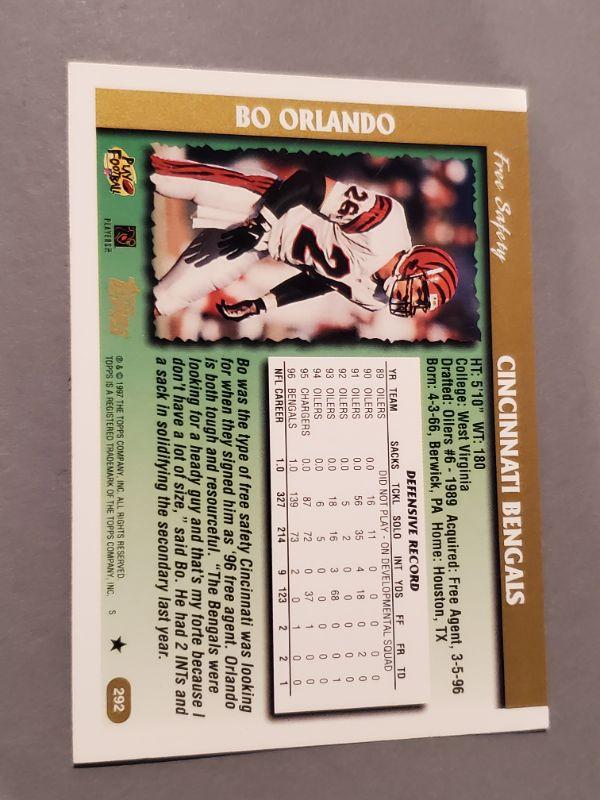 BO ORLANDO
Free Safety
CINCINNATI BENGALS
HT: 5'10" WT: 180
College: West Virginia
Drafted: Oilers #6 - 1989 Acquired: Free Agent, 3-5-96
Born: 4-3-66, Berwick, PA Home: Houston, TX
DEFENSIVE RECORD
YR TEAM SACKS TCKL SOLO INT YDS FF FR TD
89 OILERS DID NOT PLAY - ON DEVELOPMENTAL SQUAD
90 OILERS 0.0 16 11 0 0 0 0 0
91 OILERS 0.0 56 35 4 18 0 2 0
92 OILERS 0.0 5 2 0 0 0 0 0
93 OILERS 0.0 18 16 3 68 0 0 1
94 OILERS 0.0 6 5 0 0 0 0 0
95 CHARGERS 0.0 87 72 0 37 1 0 0
96 BENGALS 1.0 139 73 2 0 1 0 0
NFL CAREER 1.0 327 214 9 123 2 2 1
Bo was the type of free safety Cincinnati was looking
for when they signed him as '96 free agent. Orlando
is both tough and resourceful. "The Bengals were
looking for a heady guy and that's my forte because I
don't have a lot of size," said Bo. He had 2 INTs and
a sack in solidifying the secondary last year.
26
2
PLAY
FOOTBALL
PLAYERS
Topps
® & © 1997 THE TOPPS COMPANY, INC. ALL RIGHTS RESERVED.
TOPPS IS A REGISTERED TRADEMARK OF THE TOPPS COMPANY, INC.
S
292